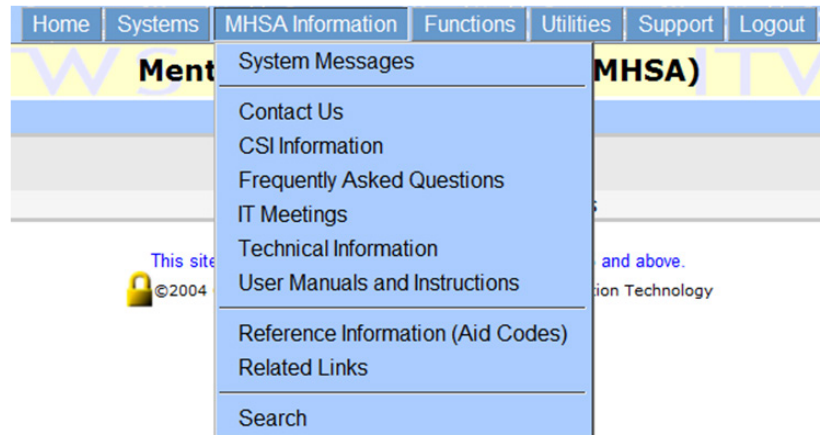 Home Systems MHSA Information Functions Utilities Support Logout
Ment MHSA)
System Messages
Contact Us
CSI Information
Frequently Asked Questions
IT Meetings
Technical Information
This site and above.
User Manuals and Instructions
©2004 ion Technology
Reference Information (Aid Codes)
Related Links
Search